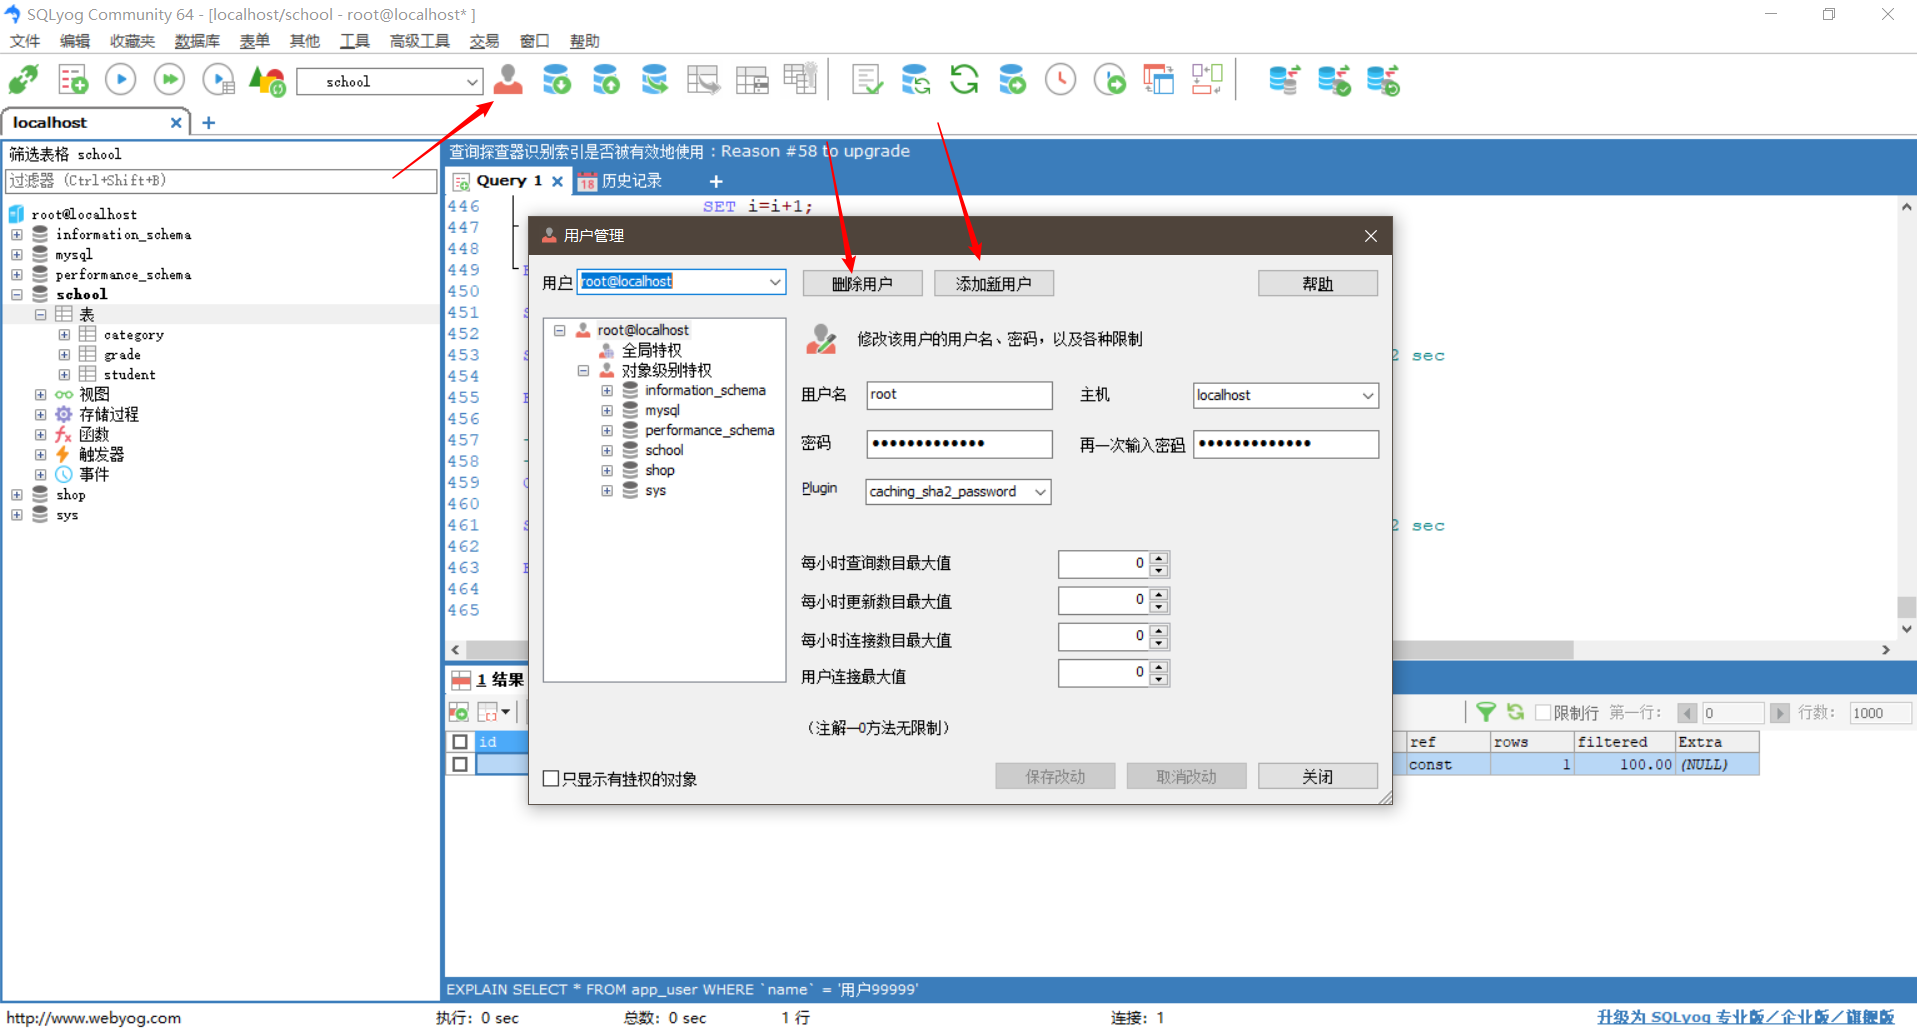 SQLyog Community 64 - [localhost/school - root@localhost* ]
文件 编辑 收藏夹 数据库 表单 其他 工具 高级工具 交易 窗口 帮助
school
localhost
筛选表格 school
过滤器 (Ctrl+Shift+B)
root@localhost
information_schema
mysql
performance_schema
school
表
category
grade
student
视图
存储过程
函数
触发器
事件
shop
sys
查询探查器识别索引是否被有效地使用：Reason #58 to upgrade
Query 1
18 历史记录
446 SET i=i+1;
447
448
449
450
451
452
453 2 sec
454
455
456
457
458
459
460
461 2 sec
462
463
464
465
用户管理
用户 root@localhost 删除用户 添加新用户 帮助
root@localhost
全局特权
对象级别特权
information_schema
mysql
performance_schema
school
shop
sys
修改该用户的用户名、密码，以及各种限制
用户名 root 主机 localhost
密码 ●●●●●●●●●●●●● 再一次输入密码 ●●●●●●●●●●●●●
Plugin caching_sha2_password
每小时查询数目最大值 0
每小时更新数目最大值 0
每小时连接数目最大值 0
用户连接最大值 0
（注解—0方法无限制）
只显示有特权的对象 保存改动 取消改动 关闭
1 结果
限制行 第一行: 0 行数: 1000
id ref rows filtered Extra
const 1 100.00 (NULL)
EXPLAIN SELECT * FROM app_user WHERE `name` = '用户99999'
http://www.webyog.com 执行: 0 sec 总数: 0 sec 1 行 连接: 1 升级为 SQLyog 专业版/企业版/旗舰版